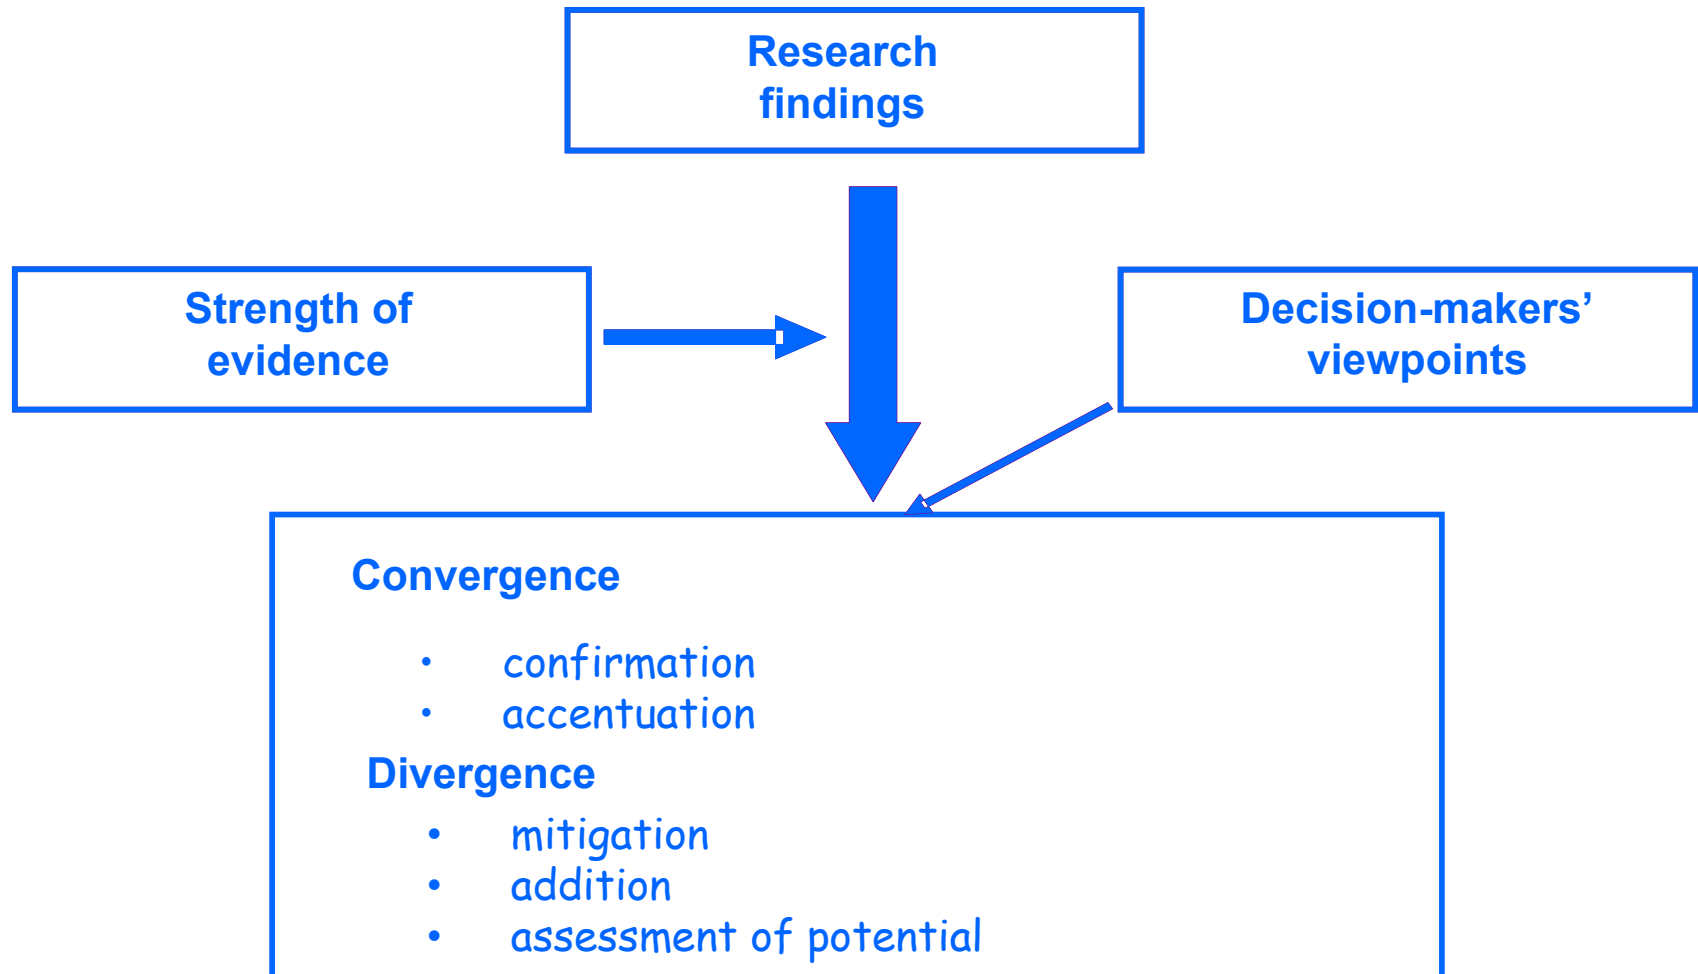 Research
findings
Strength of
evidence
Decision-makers’
viewpoints
Convergence
• confirmation
• accentuation
Divergence
• mitigation
• addition
• assessment of potential